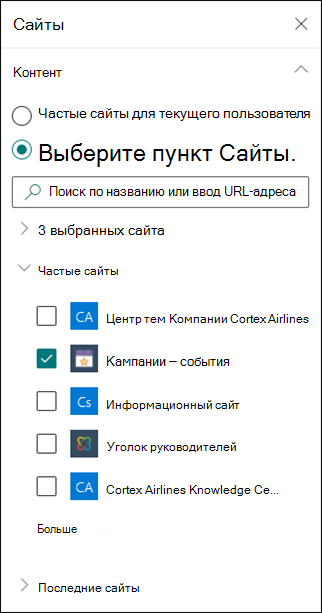 Сайты
Контент
Частые сайты для текущего пользователя
Выберите пункт Сайты.
Поиск по названию или ввод URL-адреса
3 выбранных сайта
Частые сайты
CA Центр тем Компании Cortex Airlines
Кампании — события
Cs Информационный сайт
Уголок руководителей
CA Cortex Airlines Knowledge Ce...
Больше
Последние сайты